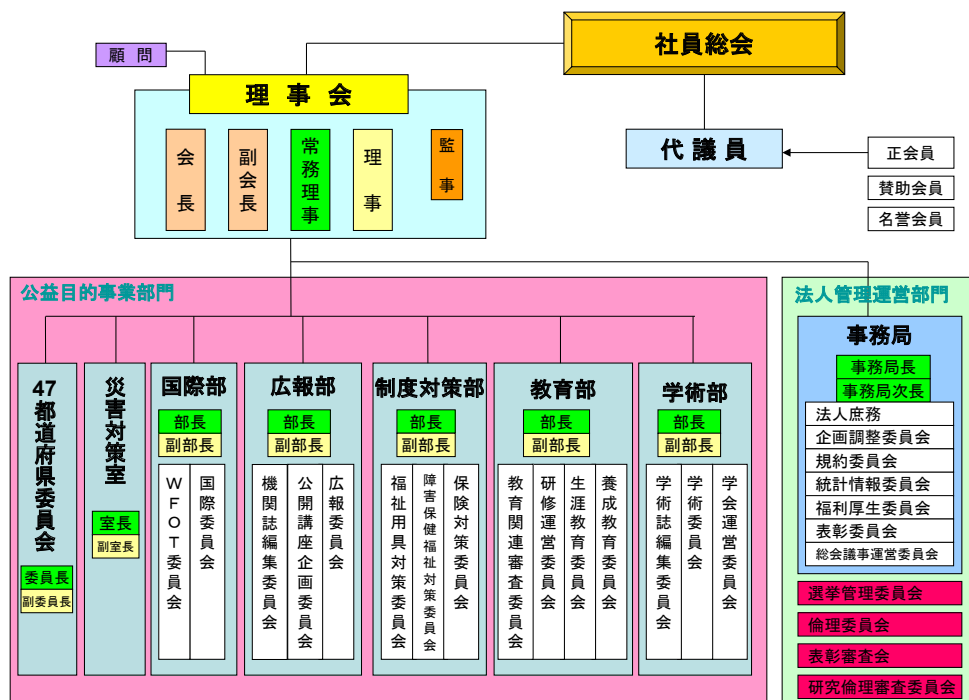 社員総会
顧問
理事会
会長
副会長
常務理事
理事
監事
代議員
正会員
賛助会員
名誉会員
公益目的事業部門
47都道府県委員会
委員長
副委員長
災害対策室
室長
副室長
国際部
部長
副部長
WFOT委員会
国際委員会
広報部
部長
副部長
機関誌編集委員会
公開講座企画委員会
広報委員会
制度対策部
部長
副部長
福祉用具対策委員会
障害保健福祉対策委員会
保険対策委員会
教育部
部長
副部長
教育関連審査委員会
研修運営委員会
生涯教育委員会
養成教育委員会
学術部
部長
副部長
学術誌編集委員会
学術委員会
学会運営委員会
法人管理運営部門
事務局
事務局長
事務局次長
法人庶務
企画調整委員会
規約委員会
統計情報委員会
福利厚生委員会
表彰委員会
総会議事運営委員会
選挙管理委員会
倫理委員会
表彰審査会
研究倫理審査委員会